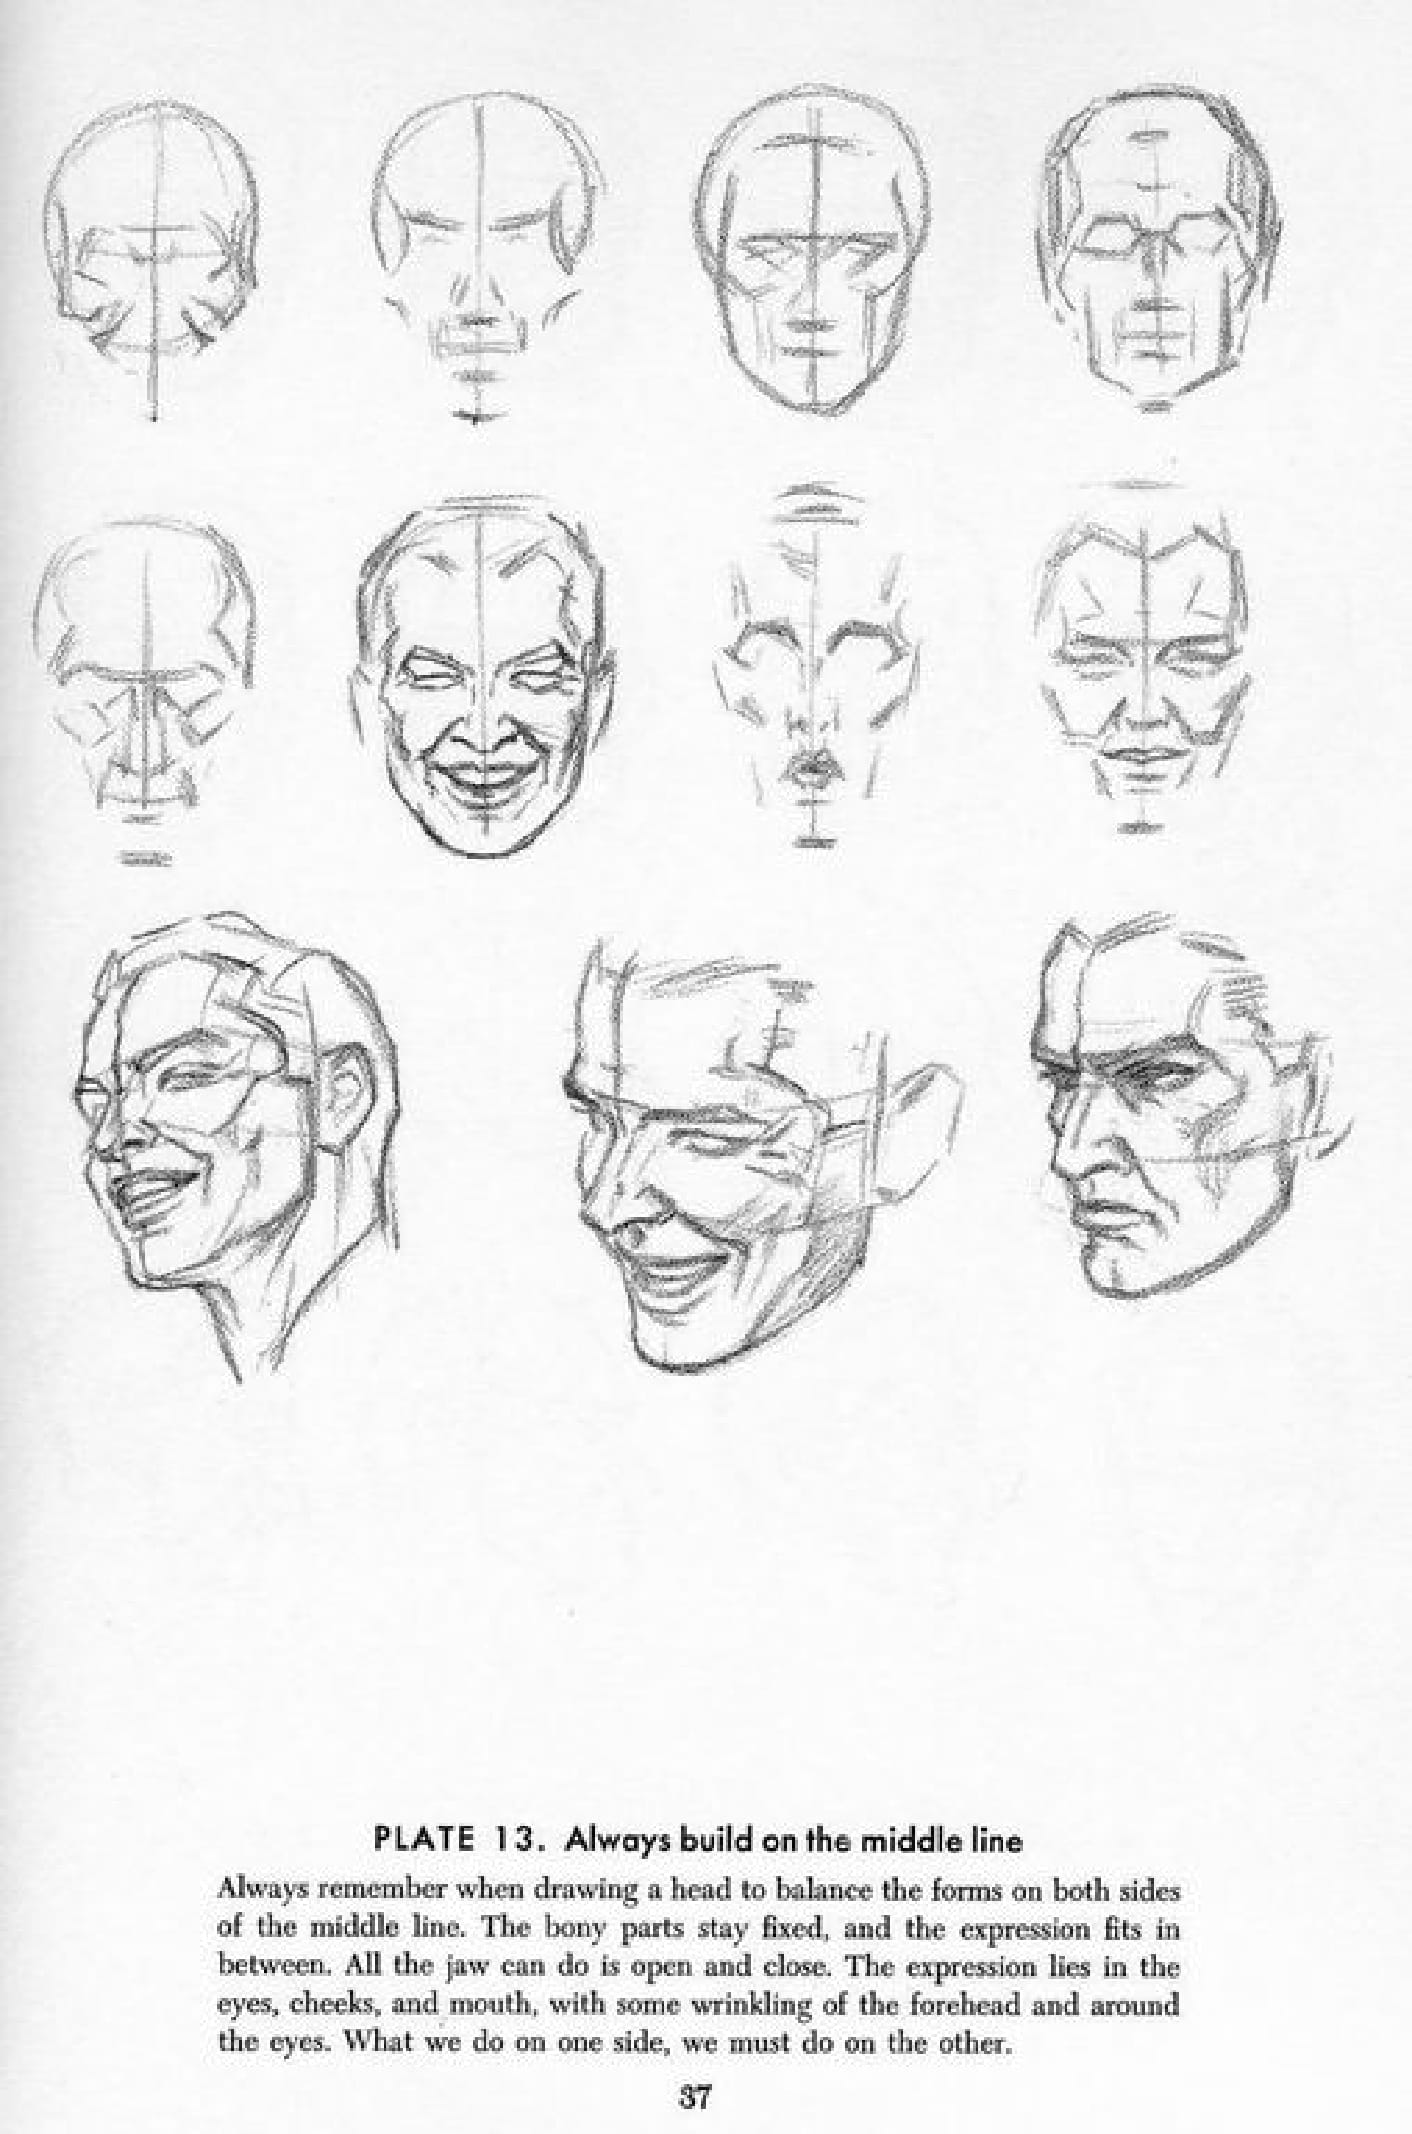 PLATE 13. Always build on the middle line
Always remember when drawing a head to balance the forms on both sides
of the middle line. The bony parts stay fixed, and the expression fits in
between. All the jaw can do is open and close. The expression lies in the
eyes, cheeks, and mouth, with some wrinkling of the forehead and around
the eyes. What we do on one side, we must do on the other.
37